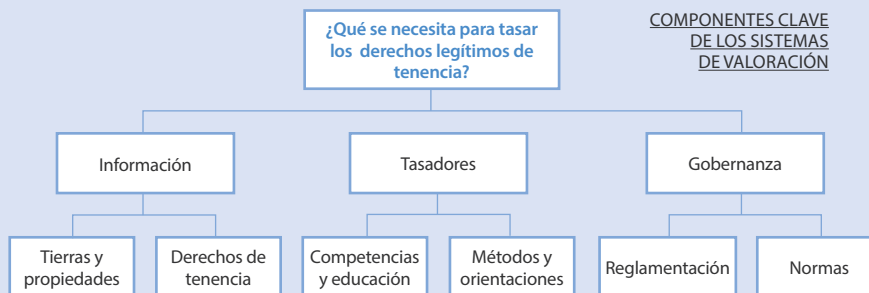 ¿Qué se necesita para tasar
los derechos legítimos de
tenencia?
COMPONENTES CLAVE
DE LOS SISTEMAS
DE VALORACIÓN
Información
Tasadores
Gobernanza
Tierras y
propiedades
Derechos de
tenencia
Competencias
y educación
Métodos y
orientaciones
Reglamentación
Normas